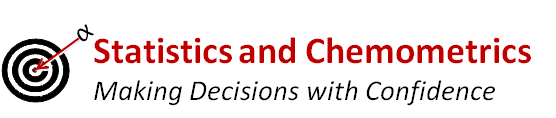 α
Statistics and Chemometrics
Making Decisions with Confidence